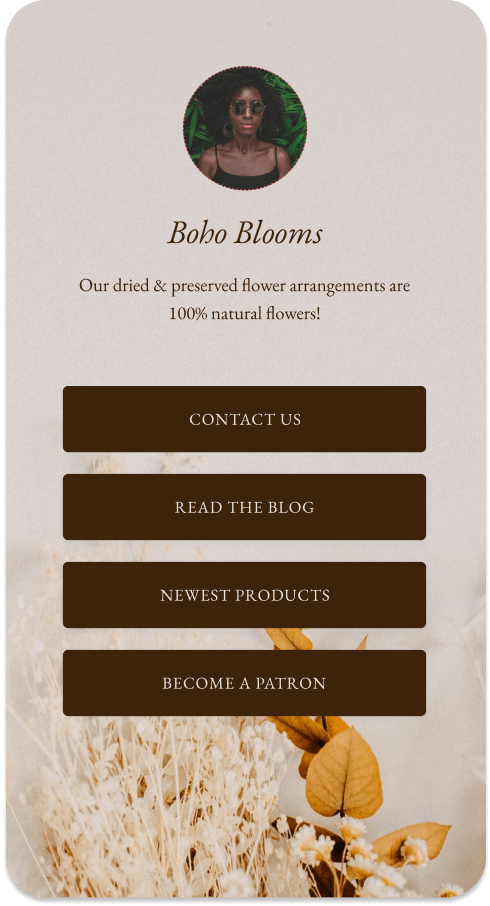 Boho Blooms
Our dried & preserved flower arrangements are
100% natural flowers!
CONTACT US
READ THE BLOG
NEWEST PRODUCTS
BECOME A PATRON